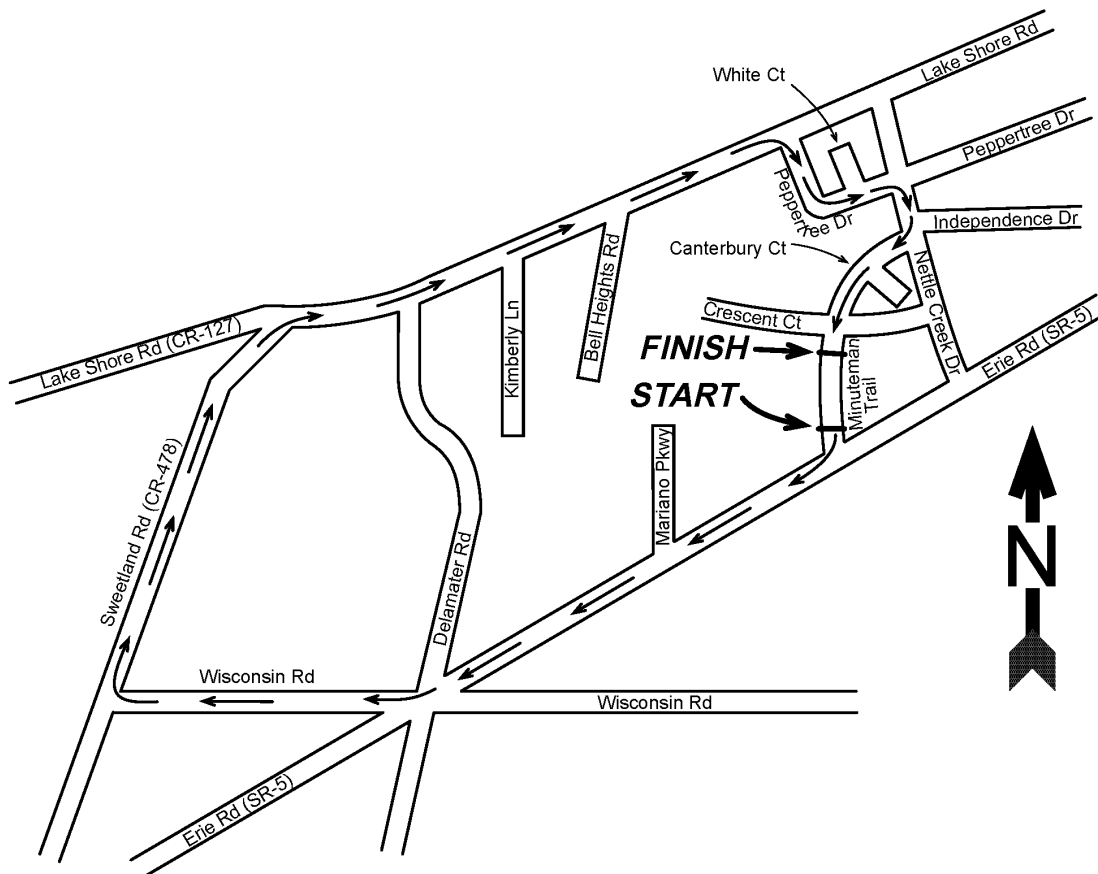 Lake Shore Rd
White Ct
Peppertree Dr
Peppertree Dr
Independence Dr
Canterbury Ct
Nettle Creek Dr
Bell Heights Rd
Kimberly Ln
Crescent Ct
Lake Shore Rd (CR-127)
FINISH
Erie Rd (SR-5)
START
Minuteman
Trail
Mariano Pkwy
Sweetland Rd (CR-478)
N
Delamater Rd
Wisconsin Rd
Wisconsin Rd
Erie Rd (SR-5)